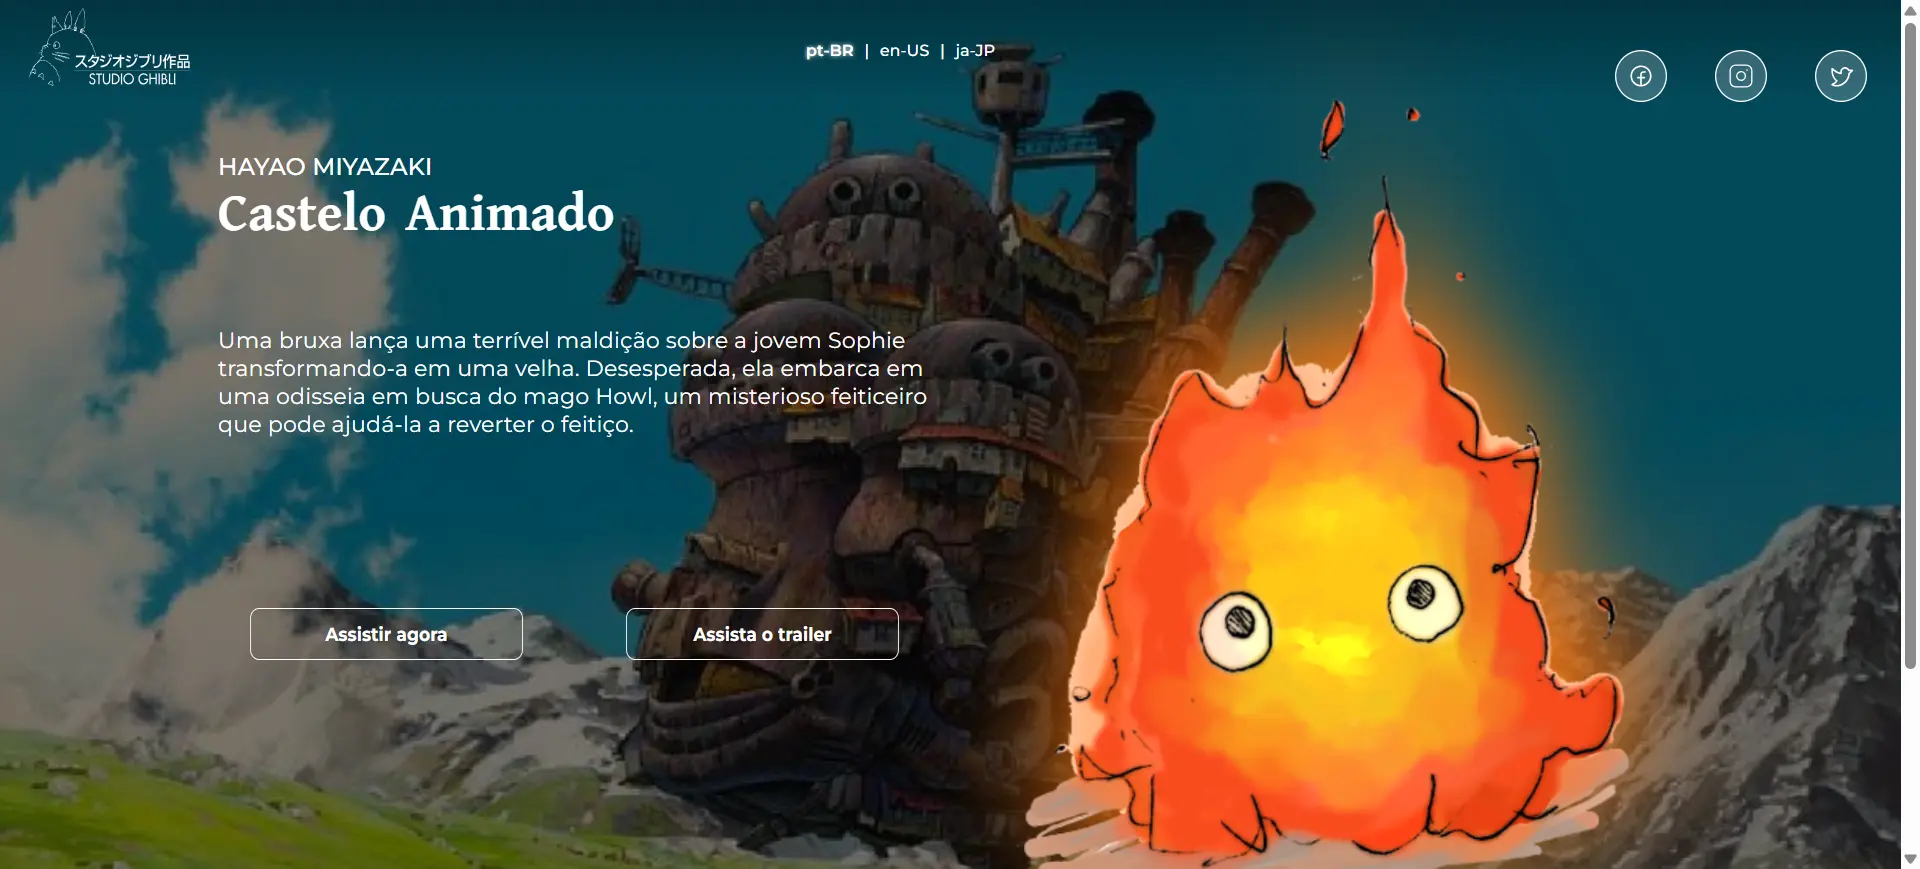 スタジオジブリ作品
STUDIO GHIBLI
pt-BR | en-US | ja-JP
HAYAO MIYAZAKI
Castelo Animado
Uma bruxa lança uma terrível maldição sobre a jovem Sophie
transformando-a em uma velha. Desesperada, ela embarca em
uma odisseia em busca do mago Howl, um misterioso feiticeiro
que pode ajudá-la a reverter o feitiço.
Assistir agora
Assista o trailer